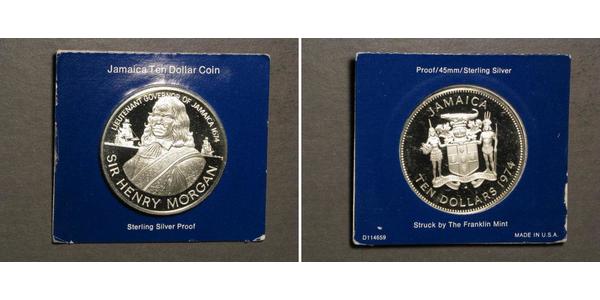 Jamaica Ten Dollar Coin
LIEUTENANT GOVERNOR OF JAMAICA 1674
SIR HENRY MORGAN
Sterling Silver Proof
Proof/45mm/Sterling Silver
JAMAICA
TEN DOLLARS 1974
Struck by The Franklin Mint
D114659
MADE IN U.S.A.